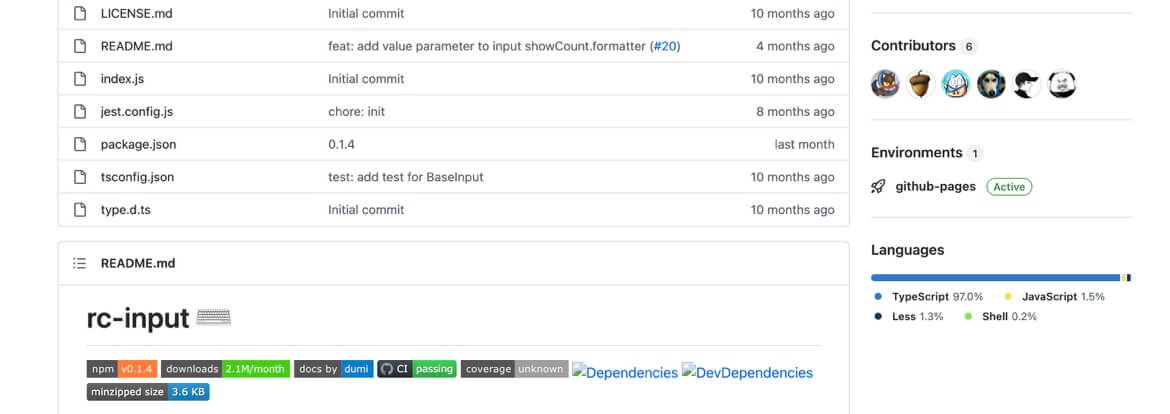 LICENSE.md Initial commit 10 months ago
README.md feat: add value parameter to input showCount.formatter (#20) 4 months ago
index.js Initial commit 10 months ago
jest.config.js chore: init 8 months ago
package.json 0.1.4 last month
tsconfig.json test: add test for BaseInput 10 months ago
type.d.ts Initial commit 10 months ago
README.md
rc-input
npm v0.1.4 downloads 2.1M/month docs by dumi CI passing coverage unknown Dependencies DevDependencies
minzipped size 3.6 KB
Contributors 6
Environments 1
github-pages Active
Languages
TypeScript 97.0% JavaScript 1.5%
Less 1.3% Shell 0.2%